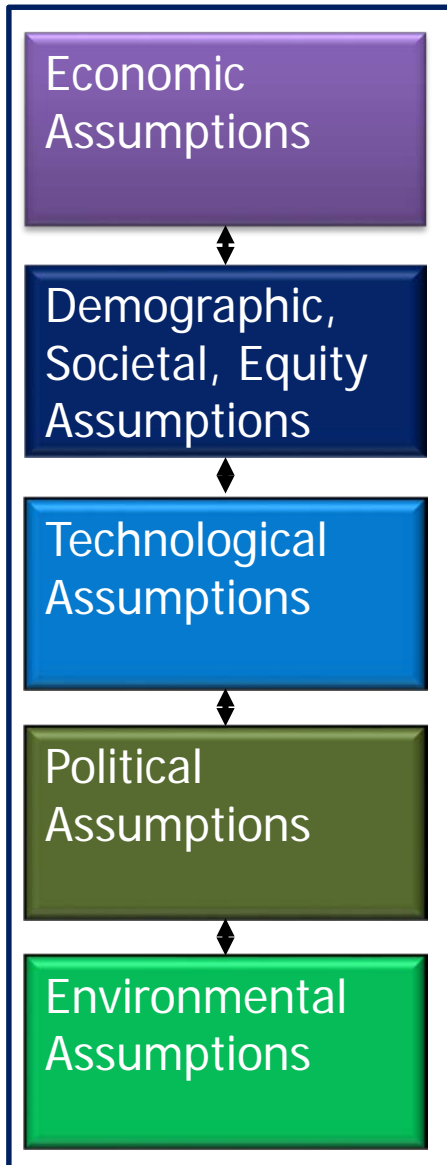 Economic
Assumptions
Demographic,
Societal, Equity
Assumptions
Technological
Assumptions
Political
Assumptions
Environmental
Assumptions